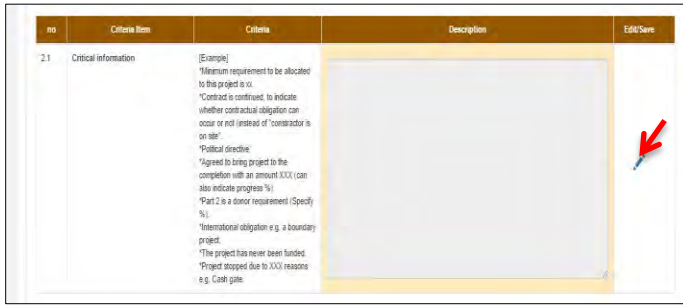 no Criteria Item Criteria Description Edit/Save
2.1 Critical information [Example]
*Minimum requirement to be allocated
to this project is xx.
*Contract is continued, to indicate
whether contractual obligation can
occur or not (instead of "constractor is
on site".
*Political directive.
*Agreed to bring project to the
completion with an amount XXX (can
also indicate progress %)
*Part 2 is a donor requirement (Specify
%).
*International obligation e.g. a boundary
project.
*The project has never been funded.
*Project stopped due to XXX reasons
e.g. Cash gate.